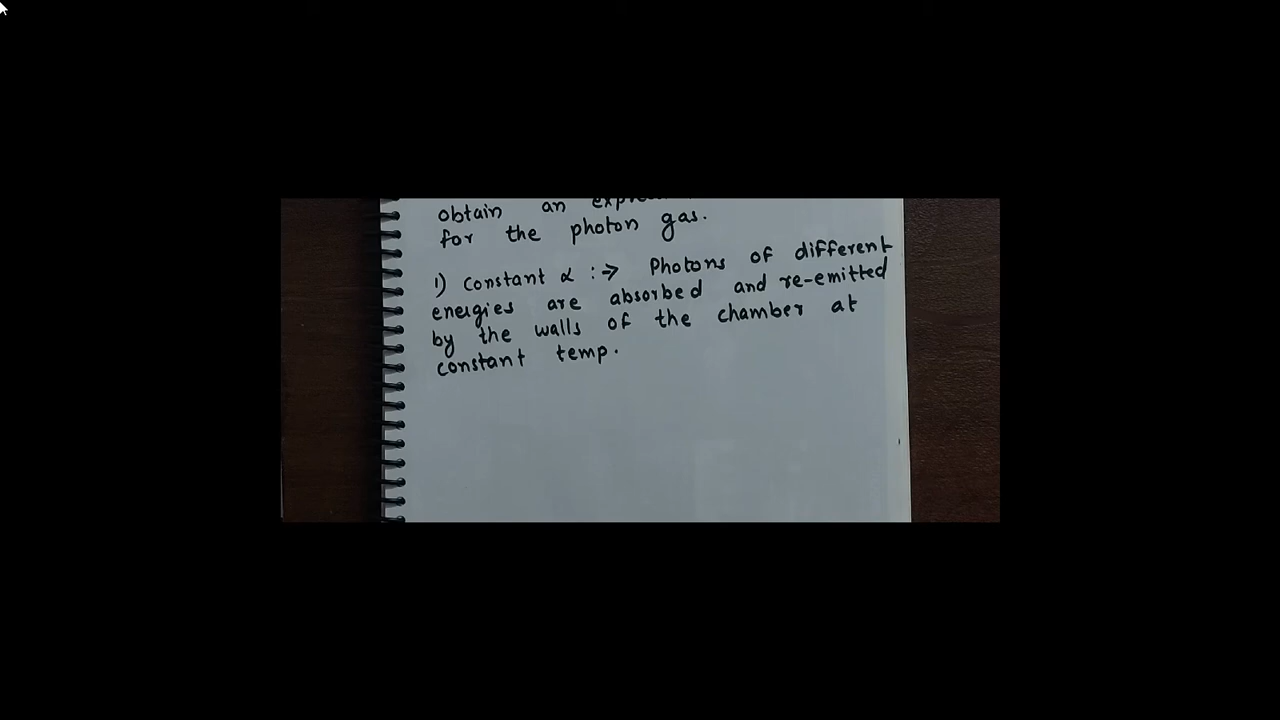 obtain an
for the photon gas.
1) Constant α :→ Photons of different
energies are absorbed and re-emitted
by the walls of the chamber at
constant temp.